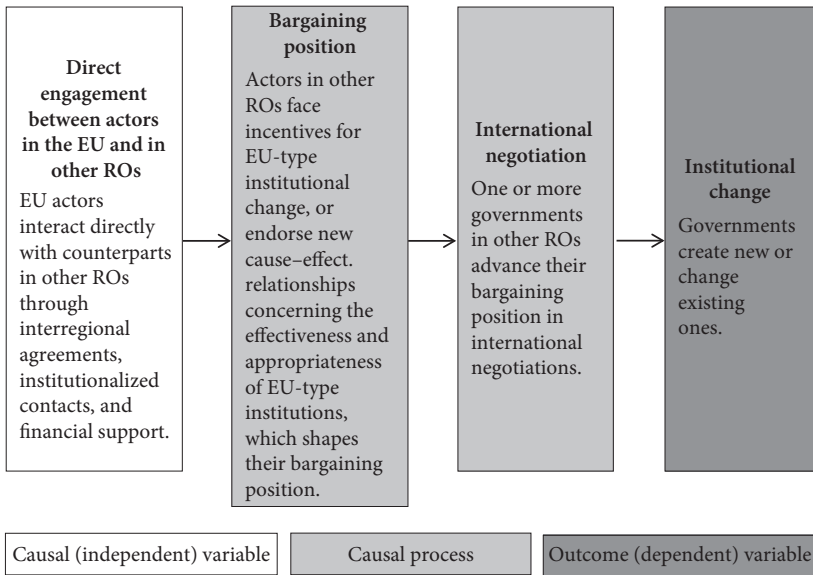 Direct
engagement
between actors
in the EU and in
other ROs
EU actors
interact directly
with counterparts
in other ROs
through
interregional
agreements,
institutionalized
contacts, and
financial support.
Bargaining
position
Actors in other
ROs face
incentives for
EU-type
institutional
change, or
endorse new
cause–effect.
relationships
concerning the
effectiveness and
appropriateness
of EU-type
institutions,
which shapes
their bargaining
position.
International
negotiation
One or more
governments
in other ROs
advance their
bargaining
position in
international
negotiations.
Institutional
change
Governments
create new or
change
existing
ones.
Causal (independent) variable
Causal process
Outcome (dependent) variable